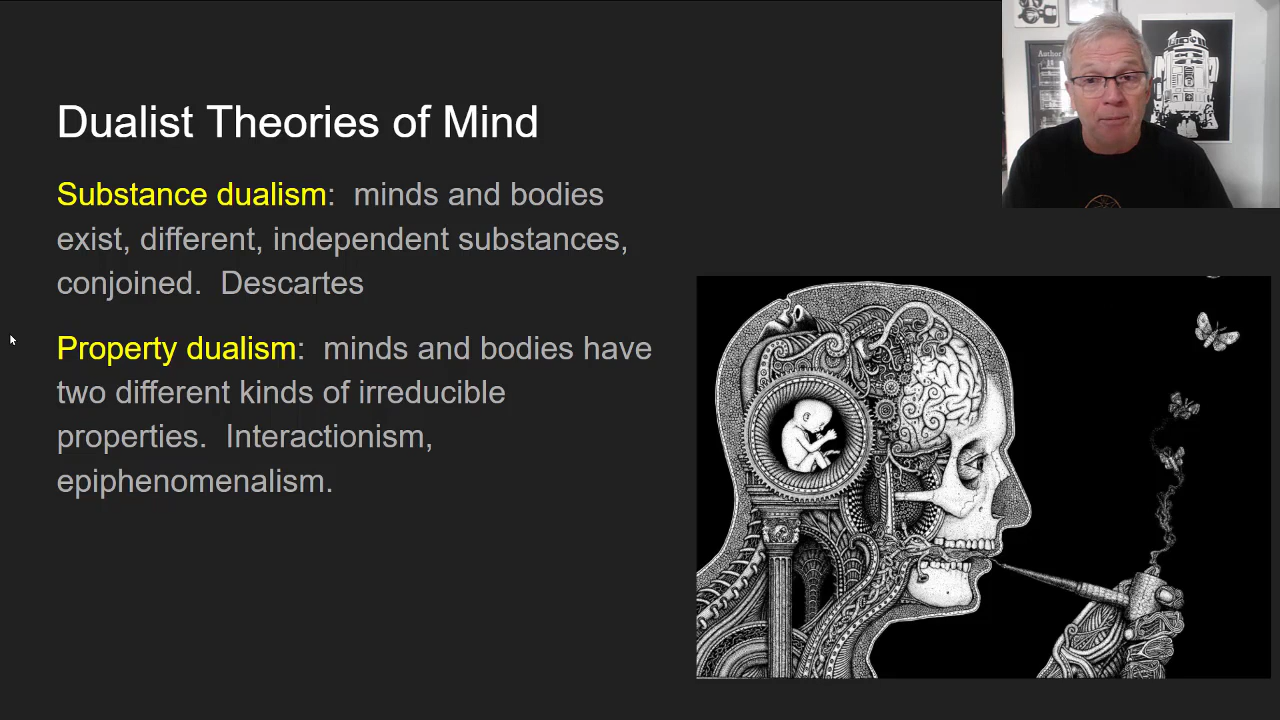 Dualist Theories of Mind
Substance dualism:  minds and bodies
exist, different, independent substances,
conjoined.  Descartes
Property dualism:  minds and bodies have
two different kinds of irreducible
properties.  Interactionism,
epiphenomenalism.
Author